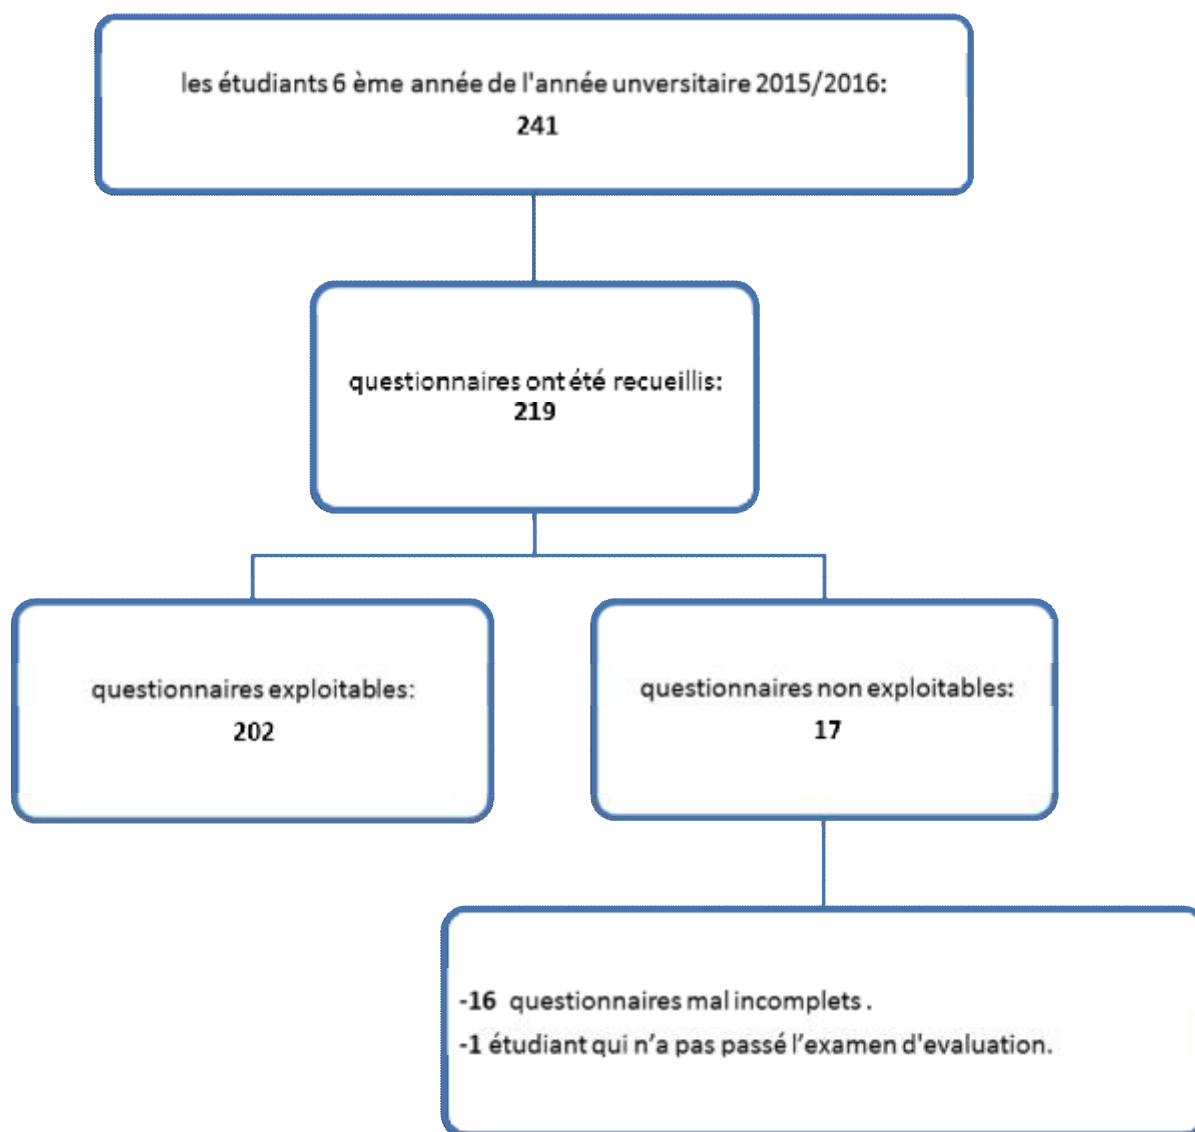 les étudiants 6 ème année de l'année unversitaire 2015/2016:
241
questionnaires ont été recueillis:
219
questionnaires exploitables:
202
questionnaires non exploitables:
17
-16 questionnaires mal incomplets .
-1 étudiant qui n’a pas passé l’examen d'evaluation.